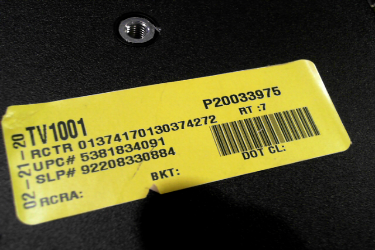 02-21-20
TV1001
P20033975
RCTR 01374170130374272
RT :7
UPC# 5381834091
SLP# 92208330884
DOT CL:
RCRA:
BKT: